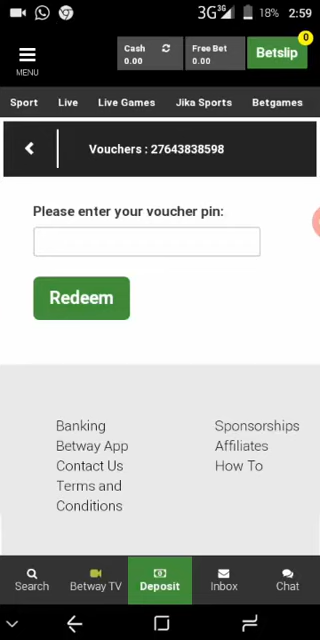 3G 3G 18% 2:59
Cash
0.00
Free Bet
0.00
Betslip
0
MENU
Sport Live Live Games Jika Sports Betgames
Vouchers : 27643838598
Please enter your voucher pin:
Redeem
Banking
Betway App
Contact Us
Terms and
Conditions
Sponsorships
Affiliates
How To
Search Betway TV Deposit Inbox Chat